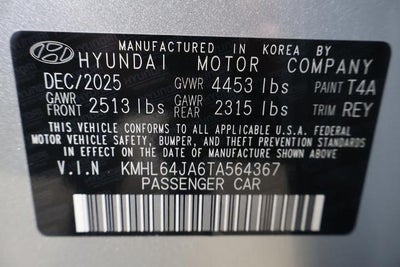 MANUFACTURED IN KOREA BY
HYUNDAI MOTOR COMPANY
DEC/2025 GVWR 4453 lbs PAINT T4A
GAWR FRONT 2513 lbs GAWR REAR 2315 lbs TRIM REY
THIS VEHICLE CONFORMS TO ALL APPLICABLE U.S.A. FEDERAL
MOTOR VEHICLE SAFETY, BUMPER, AND THEFT PREVENTION STANDARDS
IN EFFECT ON THE DATE OF MANUFACTURE SHOWN ABOVE.
V.I.N KMHL64JA6TA564367
PASSENGER CAR